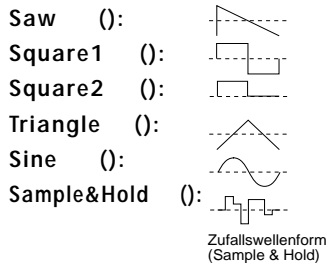 Saw ():
Square1 ():
Square2 ():
Triangle ():
Sine ():
Sample&Hold ():
Zufallswellenform
(Sample & Hold)